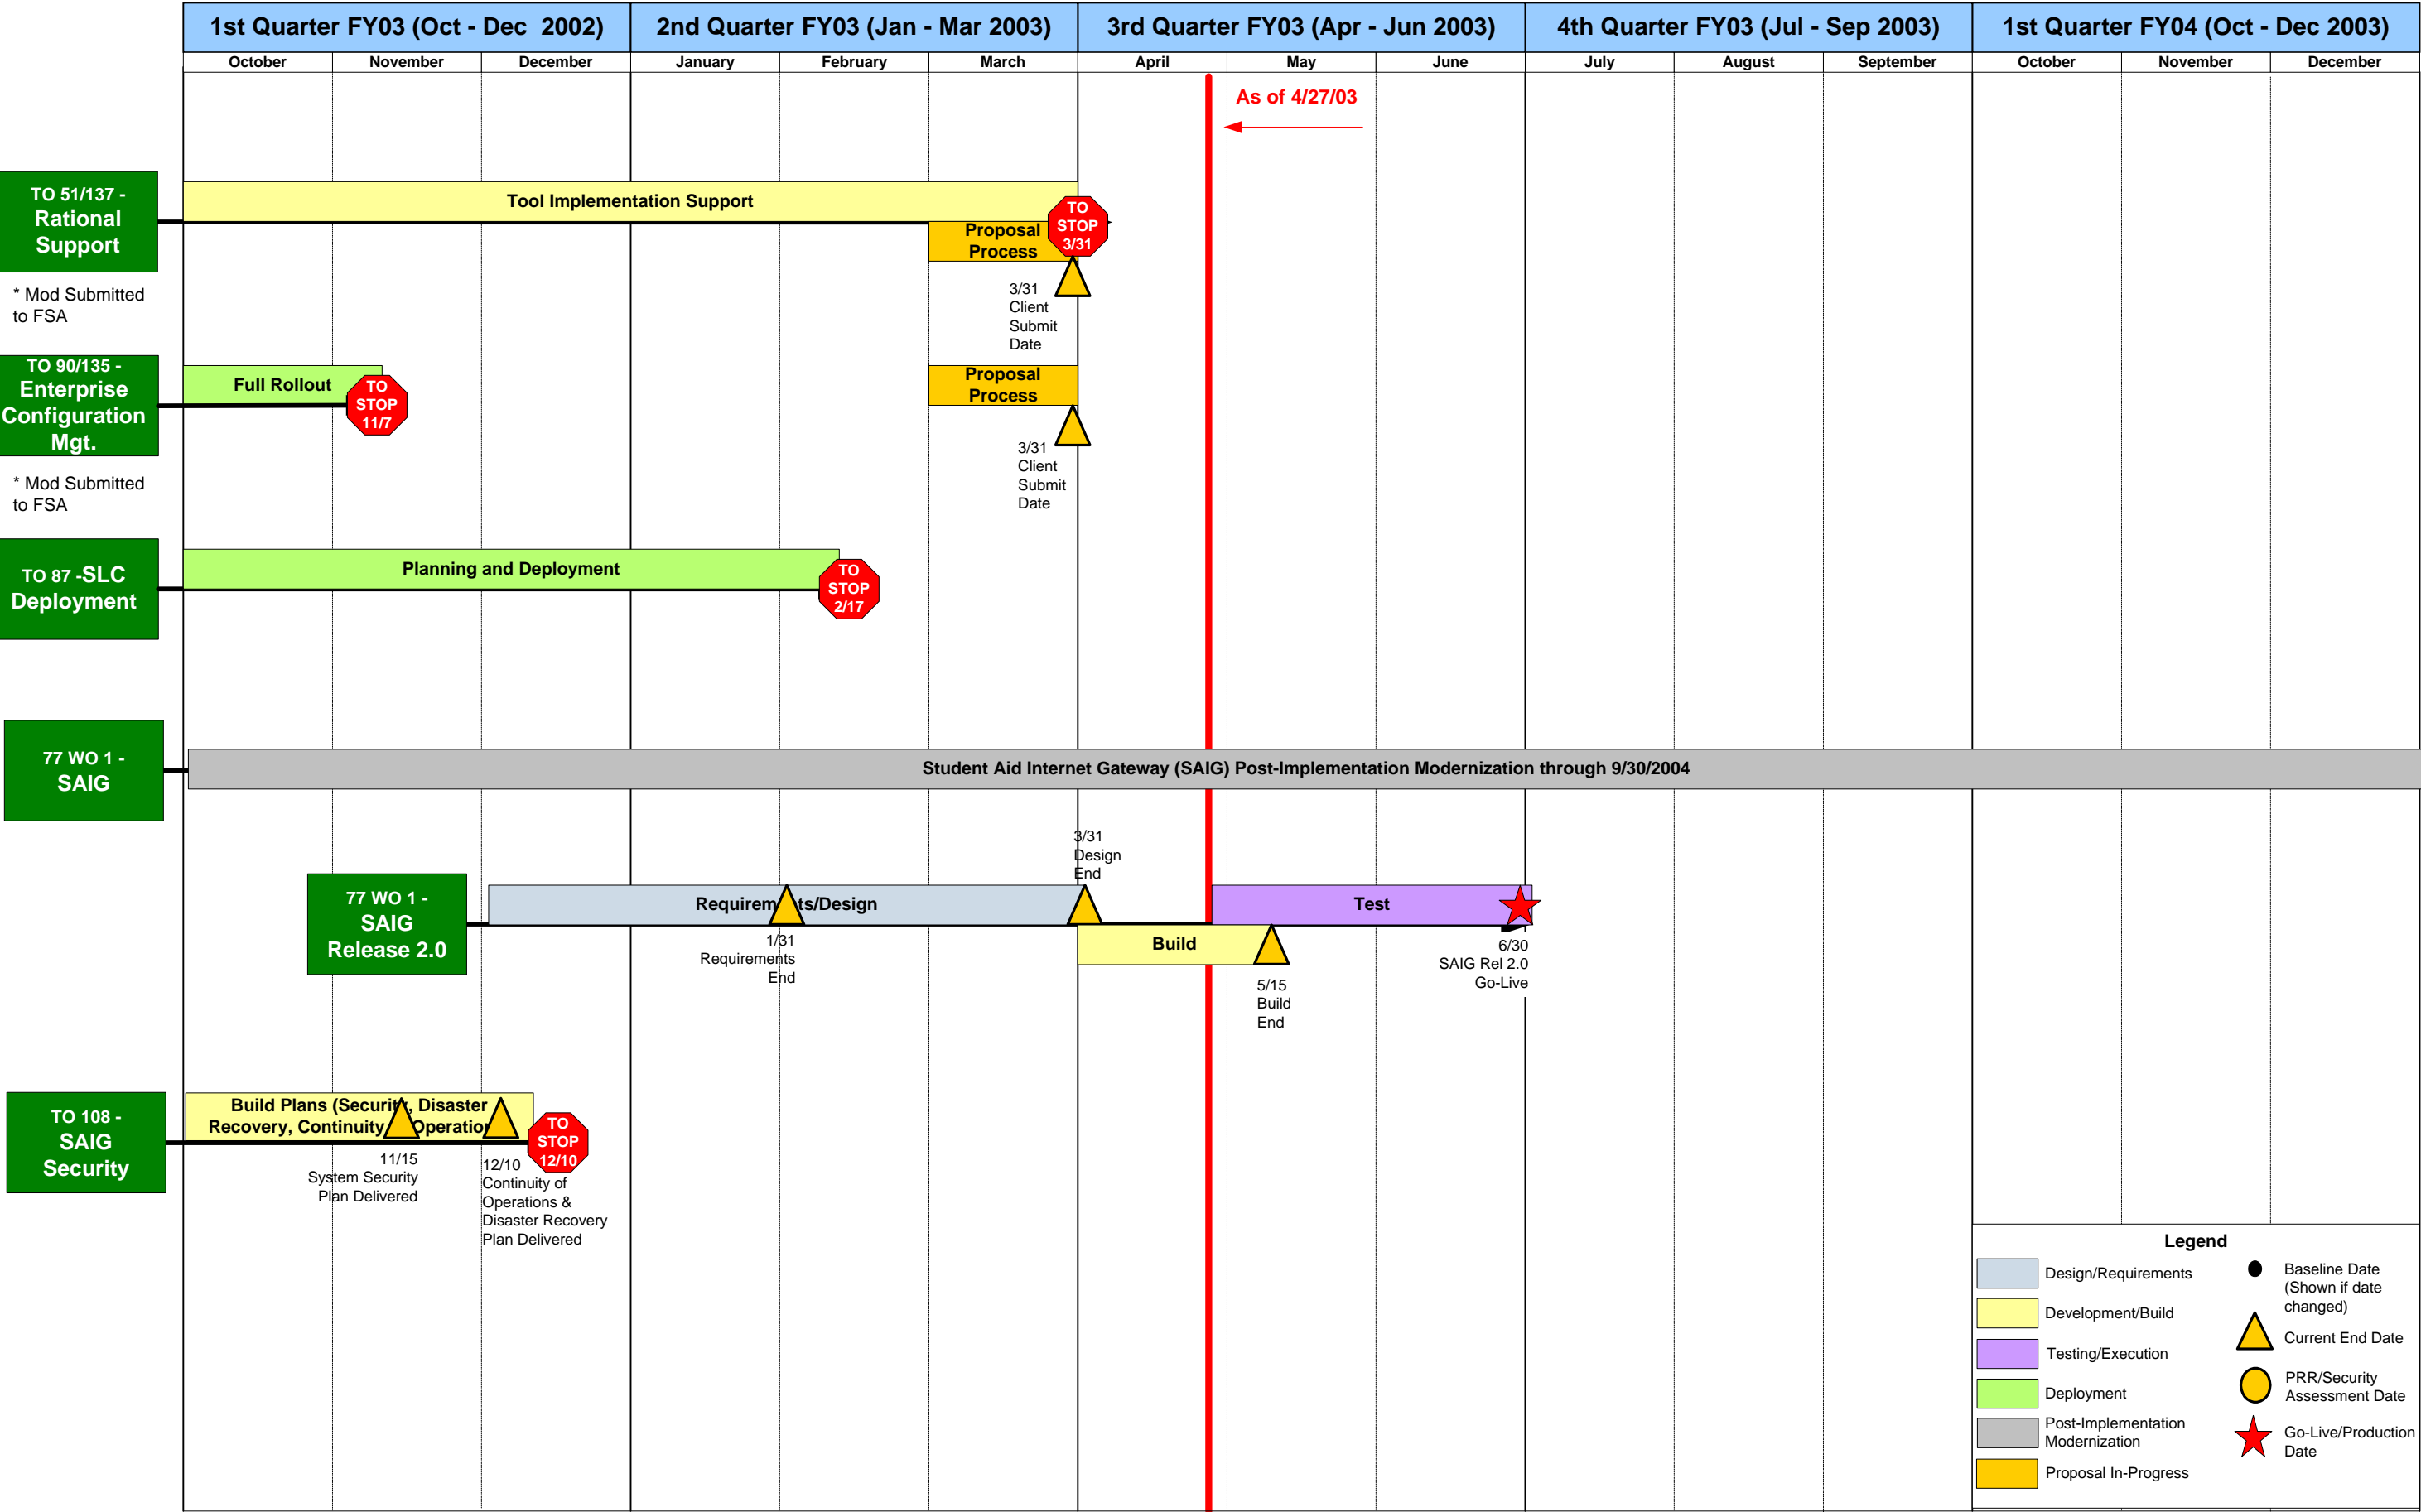 1st Quarter FY03 (Oct - Dec  2002)
2nd Quarter FY03 (Jan - Mar 2003)
3rd Quarter FY03 (Apr - Jun 2003)
4th Quarter FY03 (Jul - Sep 2003)
1st Quarter FY04 (Oct - Dec 2003)
October
November
December
January
February
March
April
May
June
July
August
September
October
November
December
As of 4/27/03
TO 51/137 -
Rational
Support
* Mod Submitted
to FSA
Tool Implementation Support
Proposal
Process
TO
STOP
3/31
3/31
Client
Submit
Date
TO 90/135 -
Enterprise
Configuration
Mgt.
* Mod Submitted
to FSA
Full Rollout
TO
STOP
11/7
Proposal
Process
3/31
Client
Submit
Date
TO 87 -SLC
Deployment
Planning and Deployment
TO
STOP
2/17
77 WO 1 -
SAIG
Student Aid Internet Gateway (SAIG) Post-Implementation Modernization through 9/30/2004
77 WO 1 -
SAIG
Release 2.0
Requirements/Design
1/31
Requirements
End
3/31
Design
End
Build
5/15
Build
End
Test
6/30
SAIG Rel 2.0
Go-Live
TO 108 -
SAIG
Security
Build Plans (Security, Disaster
Recovery, Continuity Operation
11/15
System Security
Plan Delivered
12/10
Continuity of
Operations &
Disaster Recovery
Plan Delivered
TO
STOP
12/10
Legend
Design/Requirements
Development/Build
Testing/Execution
Deployment
Post-Implementation
Modernization
Proposal In-Progress
Baseline Date
(Shown if date
changed)
Current End Date
PRR/Security
Assessment Date
Go-Live/Production
Date